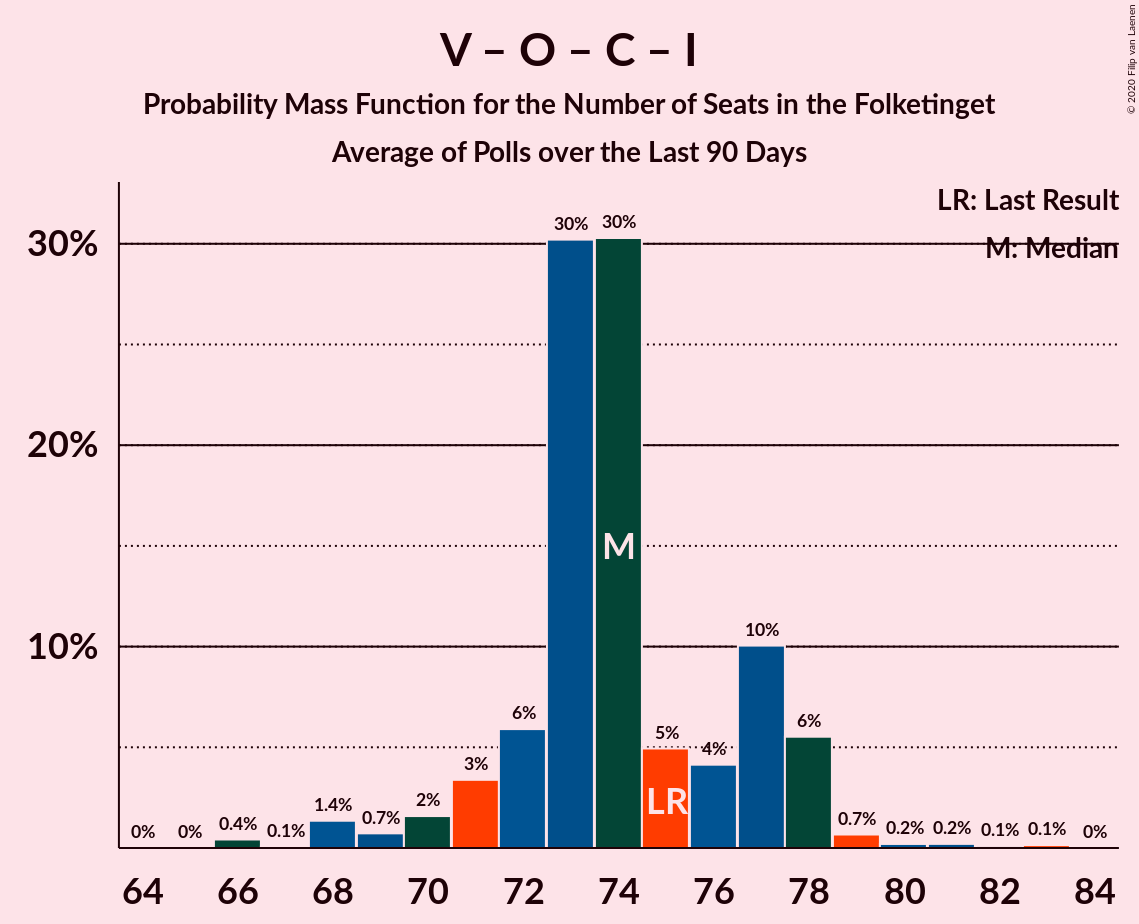 V – O – C – I
Probability Mass Function for the Number of Seats in the Folketinget
Average of Polls over the Last 90 Days
© 2020 Filip van Laenen
LR: Last Result
M: Median
30%
20%
10%
0% 0% 0.4% 0.1% 1.4% 0.7% 2% 3% 6% 30% 30% 5% 4% 10% 6% 0.7% 0.2% 0.2% 0.1% 0.1% 0%
M
LR
64 66 68 70 72 74 76 78 80 82 84